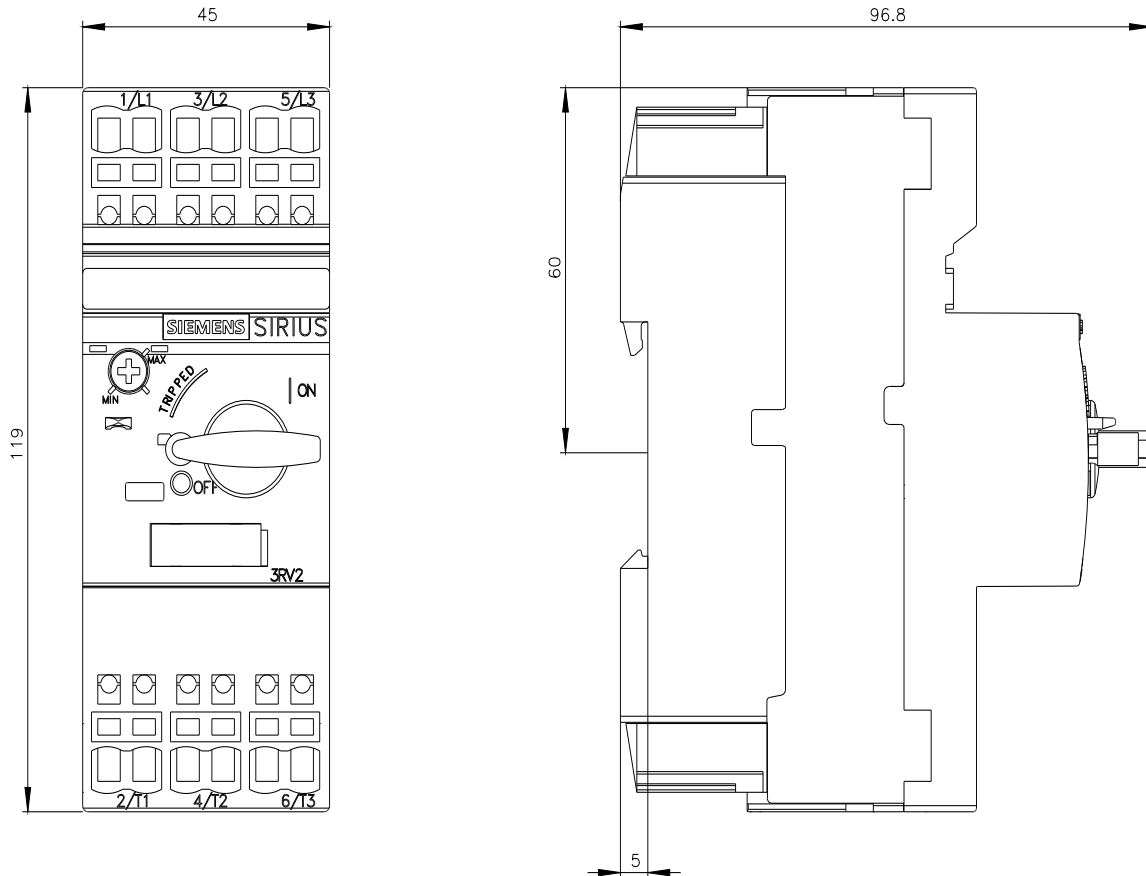 45
96.8
1/L1 3/L2 5/L3
60
SIEMENS SIRIUS
MAX
MIN
TRIPPED
ON
119
OFF
3RV2
2/T1 4/T2 6/T3
5